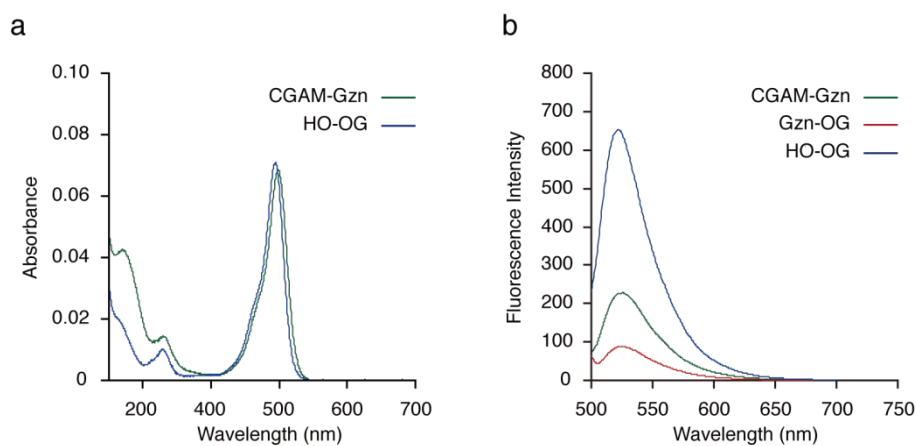 a
b
0.10
0.08
0.06
0.04
0.02
0
Absorbance
CGAM-Gzn
HO-OG
200
400
500
600
700
Wavelength (nm)
800
700
600
500
400
300
200
100
0
Fluorescence Intensity
CGAM-Gzn
Gzn-OG
HO-OG
500
550
600
650
700
750
Wavelength (nm)